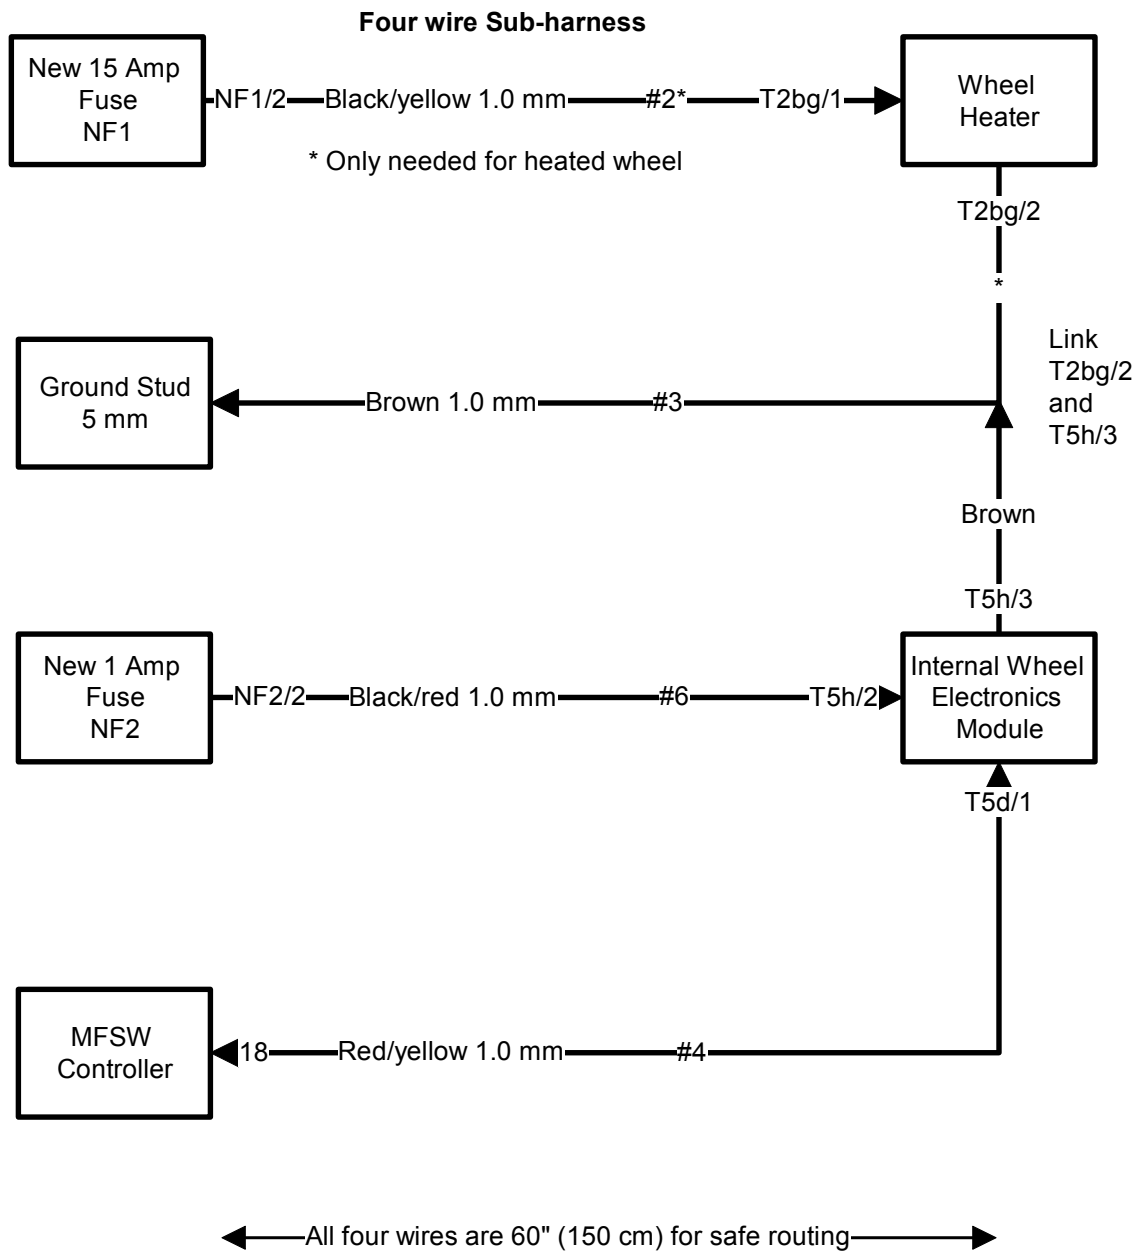 Four wire Sub-harness
New 15 Amp
Fuse
NF1
NF1/2
Black/yellow 1.0 mm
#2*
T2bg/1
Wheel
Heater
* Only needed for heated wheel
T2bg/2
*
Link
T2bg/2
and
T5h/3
Ground Stud
5 mm
Brown 1.0 mm
#3
Brown
T5h/3
New 1 Amp
Fuse
NF2
NF2/2
Black/red 1.0 mm
#6
T5h/2
Internal Wheel
Electronics
Module
T5d/1
MFSW
Controller
18
Red/yellow 1.0 mm
#4
All four wires are 60" (150 cm) for safe routing